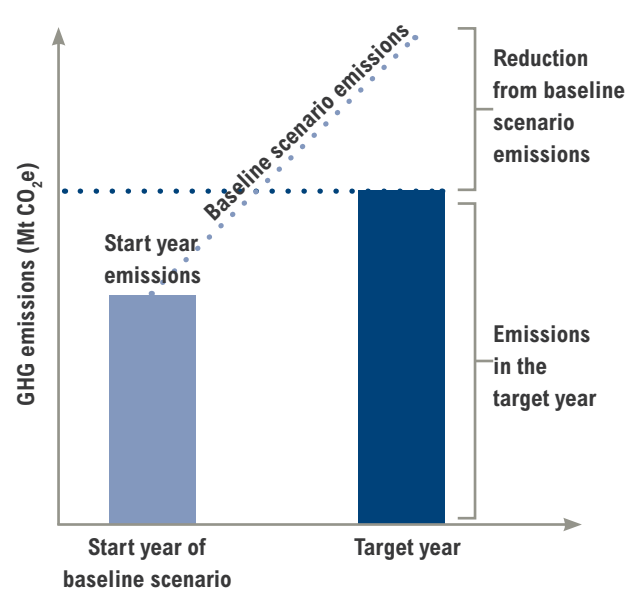 Baseline scenario emissions
Reduction
from baseline
scenario
emissions
GHG emissions (Mt CO₂e)
Start year
emissions
Emissions
in the
target year
Start year of
baseline scenario
Target year